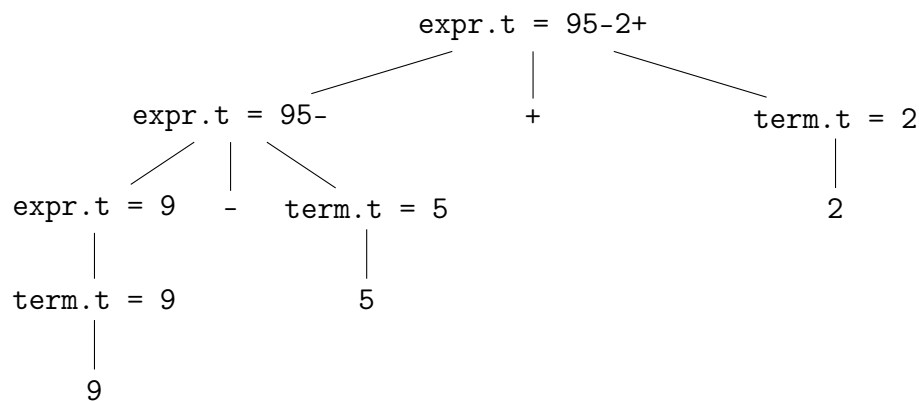 expr.t = 95-2+
expr.t = 95- + term.t = 2
expr.t = 9 - term.t = 5 2
term.t = 9 5
9